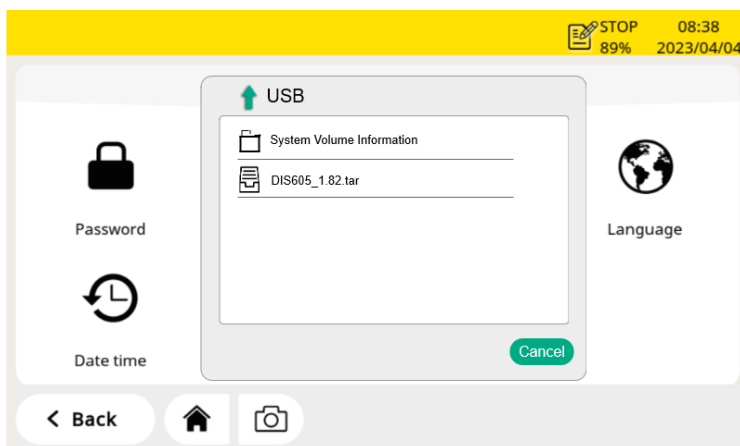 STOP 08:38
89% 2023/04/04
USB
System Volume Information
DIS605_1.82.tar
Password
Language
Date time
Cancel
Back